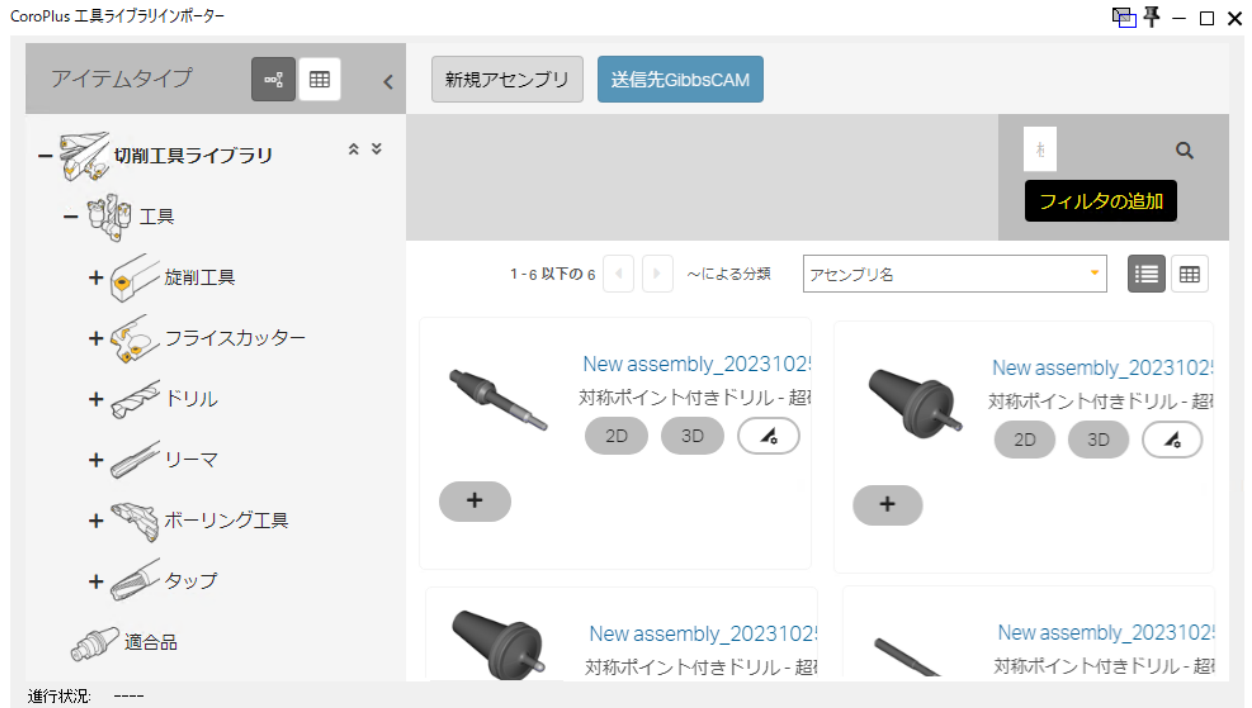 CoroPlus 工具ライブラリインポーター
アイテムタイプ
新規アセンブリ
送信先GibbsCAM
切削工具ライブラリ
工具
旋削工具
フライスカッター
ドリル
リーマ
ボーリング工具
タップ
適合品
フィルタの追加
1 - 6 以下の 6
～による分類
アセンブリ名
New assembly_2023102
対称ポイント付きドリル - 超
2D
3D
New assembly_20231025
対称ポイント付きドリル - 超
2D
3D
New assembly_2023102
対称ポイント付きドリル - 超
New assembly_2023102
対称ポイント付きドリル - 超
進行状況: ----